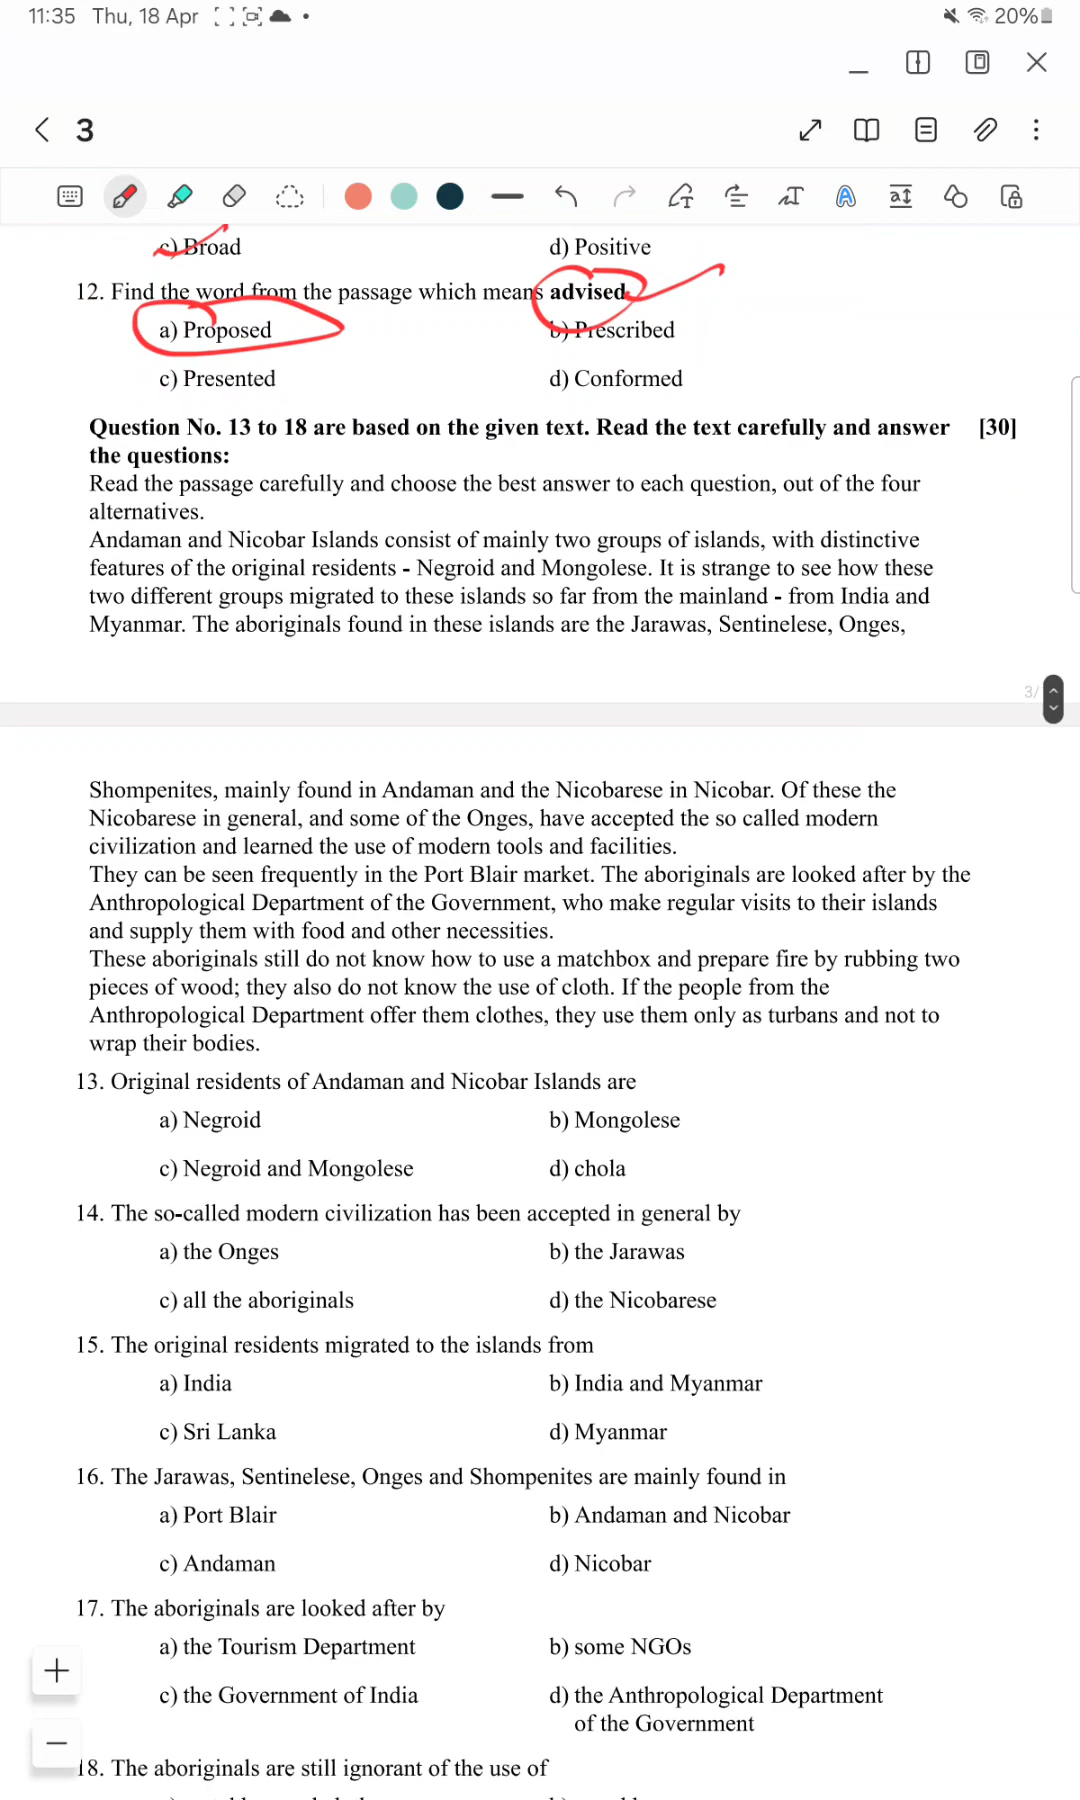 11:35 Thu, 18 Apr
20%
3
c) Broad
d) Positive
12. Find the word from the passage which means advised.
a) Proposed
b) Prescribed
c) Presented
d) Conformed
Question No. 13 to 18 are based on the given text. Read the text carefully and answer [30]
the questions:
Read the passage carefully and choose the best answer to each question, out of the four
alternatives.
Andaman and Nicobar Islands consist of mainly two groups of islands, with distinctive
features of the original residents - Negroid and Mongolese. It is strange to see how these
two different groups migrated to these islands so far from the mainland - from India and
Myanmar. The aboriginals found in these islands are the Jarawas, Sentinelese, Onges,
3/
Shompenites, mainly found in Andaman and the Nicobarese in Nicobar. Of these the
Nicobarese in general, and some of the Onges, have accepted the so called modern
civilization and learned the use of modern tools and facilities.
They can be seen frequently in the Port Blair market. The aboriginals are looked after by the
Anthropological Department of the Government, who make regular visits to their islands
and supply them with food and other necessities.
These aboriginals still do not know how to use a matchbox and prepare fire by rubbing two
pieces of wood; they also do not know the use of cloth. If the people from the
Anthropological Department offer them clothes, they use them only as turbans and not to
wrap their bodies.
13. Original residents of Andaman and Nicobar Islands are
a) Negroid
b) Mongolese
c) Negroid and Mongolese
d) chola
14. The so-called modern civilization has been accepted in general by
a) the Onges
b) the Jarawas
c) all the aboriginals
d) the Nicobarese
15. The original residents migrated to the islands from
a) India
b) India and Myanmar
c) Sri Lanka
d) Myanmar
16. The Jarawas, Sentinelese, Onges and Shompenites are mainly found in
a) Port Blair
b) Andaman and Nicobar
c) Andaman
d) Nicobar
17. The aboriginals are looked after by
a) the Tourism Department
b) some NGOs
c) the Government of India
d) the Anthropological Department
of the Government
18. The aboriginals are still ignorant of the use of